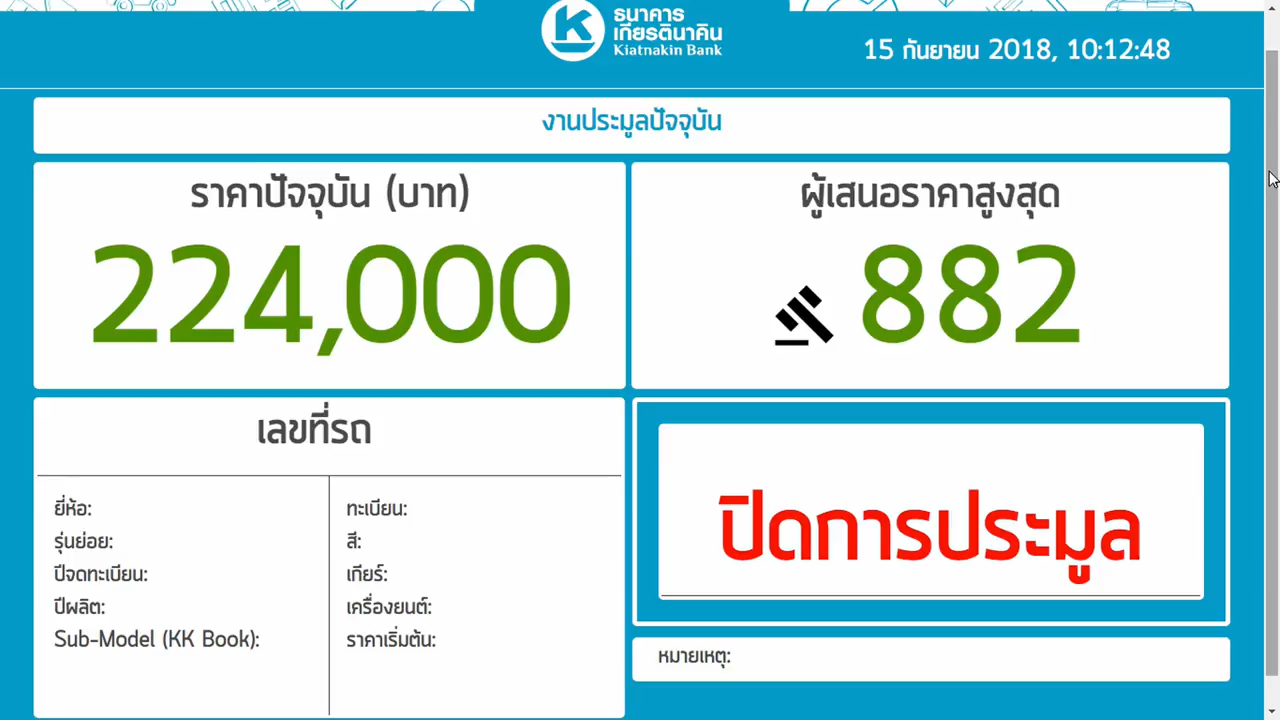 ธนาคาร
เกียรตินาคิน
Kiatnakin Bank
15 กันยายน 2018, 10:12:48
งานประมูลปัจจุบัน
ราคาปัจจุบัน (บาท)
224,000
ผู้เสนอราคาสูงสุด
882
เลขที่รถ
ยี่ห้อ:
รุ่นย่อย:
ปีจดทะเบียน:
ปีผลิต:
Sub-Model (KK Book):
ทะเบียน:
สี:
เกียร์:
เครื่องยนต์:
ราคาเริ่มต้น:
ปิดการประมูล
หมายเหตุ: